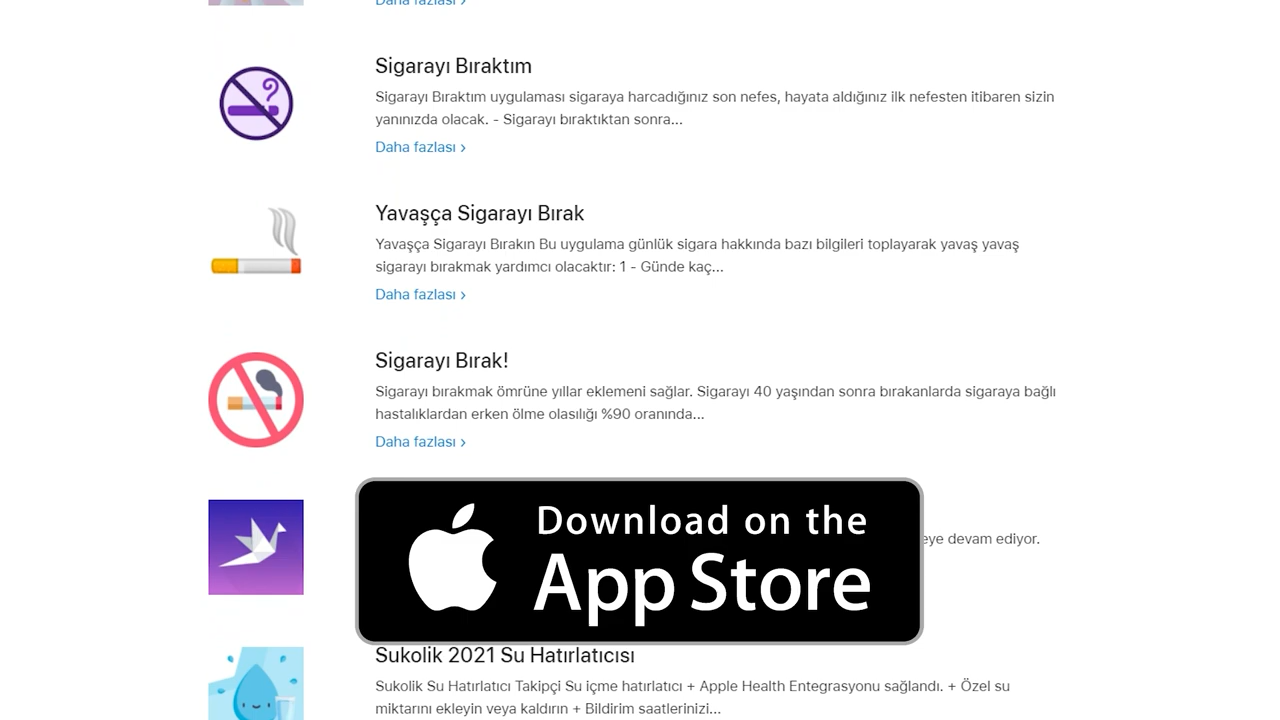 Daha fazlası ›
Sigarayı Bıraktım
Sigarayı Bıraktım uygulaması sigaraya harcadığınız son nefes, hayata aldığınız ilk nefesten itibaren sizin
yanınızda olacak. - Sigarayı bıraktıktan sonra...
Daha fazlası ›
Yavaşça Sigarayı Bırak
Yavaşça Sigarayı Bırakın Bu uygulama günlük sigara hakkında bazı bilgileri toplayarak yavaş yavaş
sigarayı bırakmak yardımcı olacaktır: 1 - Günde kaç...
Daha fazlası ›
Sigarayı Bırak!
Sigarayı bırakmak ömrüne yıllar eklemeni sağlar. Sigarayı 40 yaşından sonra bırakanlarda sigaraya bağlı
hastalıklardan erken ölme olasılığı %90 oranında...
Daha fazlası ›
Download on the
App Store
devam ediyor.
Sukolik 2021 Su Hatırlatıcısı
Sukolik Su Hatırlatıcı Takipçi Su içme hatırlatıcı + Apple Health Entegrasyonu sağlandı. + Özel su
miktarını ekleyin veya kaldırın + Bildirim saatlerinizi...